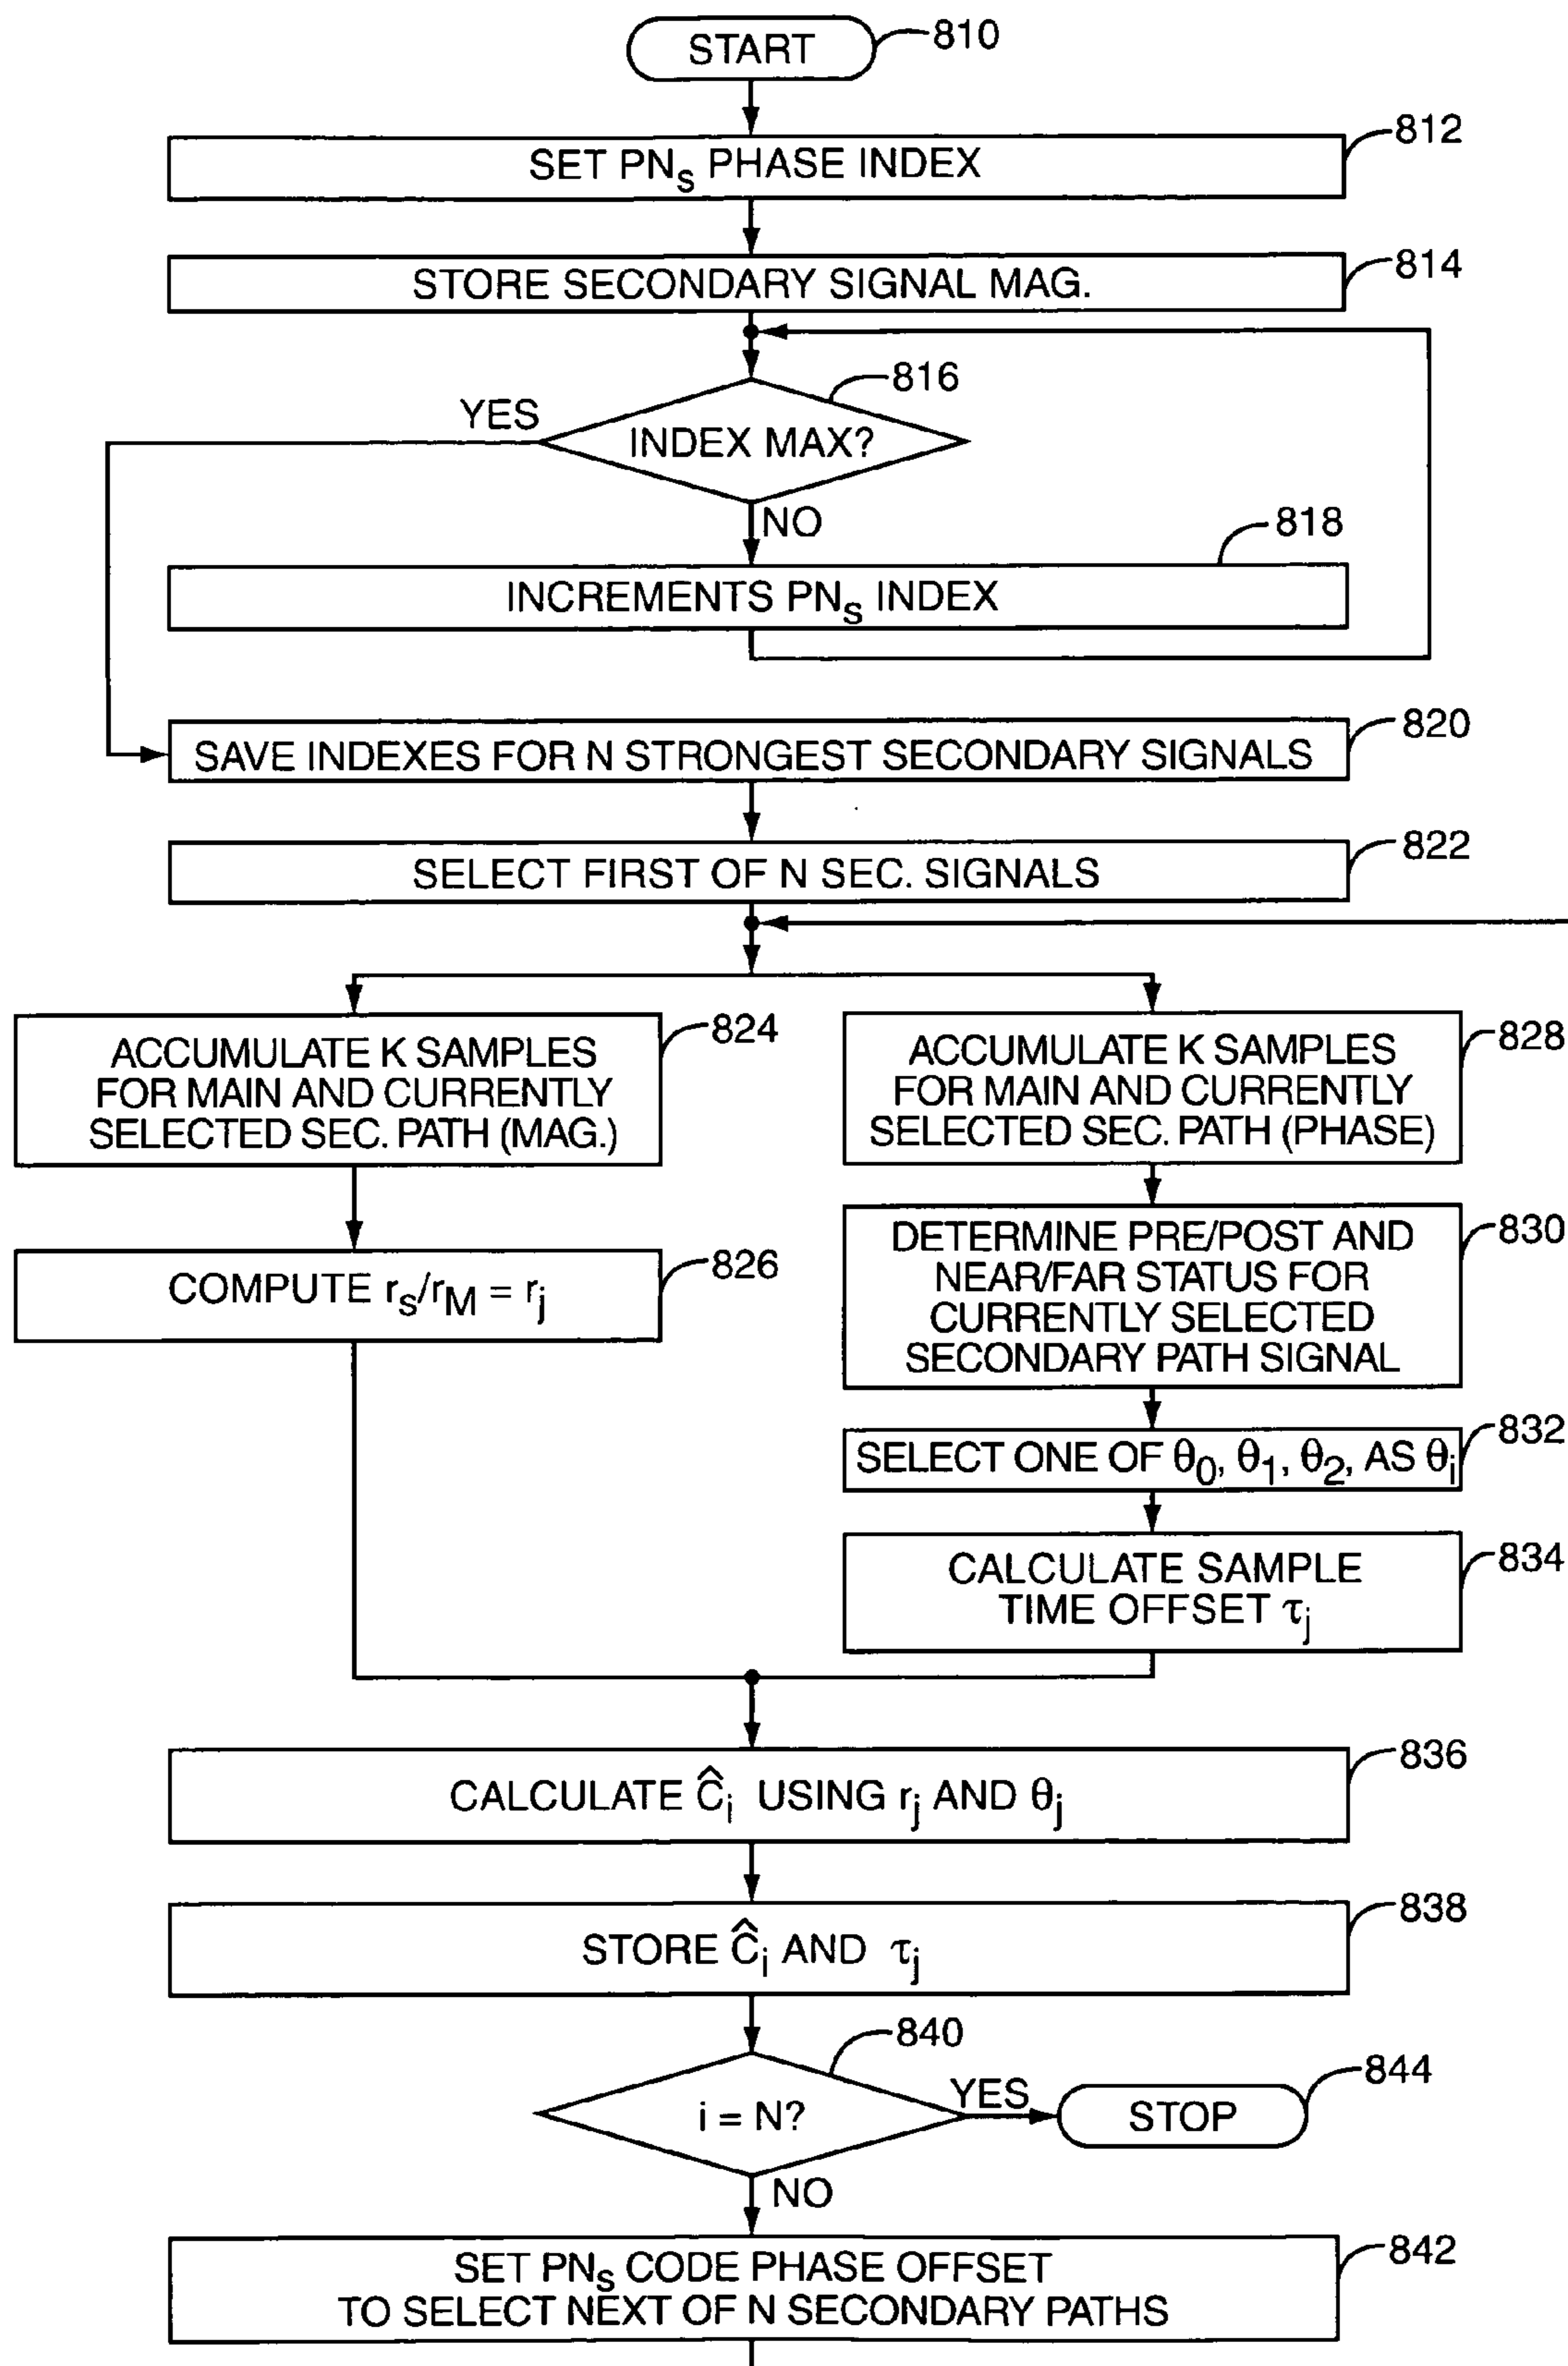 START
810
SET PNs PHASE INDEX
812
STORE SECONDARY SIGNAL MAG.
814
816
YES
INDEX MAX?
NO
818
INCREMENTS PNs INDEX
820
SAVE INDEXES FOR N STRONGEST SECONDARY SIGNALS
822
SELECT FIRST OF N SEC. SIGNALS
824
ACCUMULATE K SAMPLES
FOR MAIN AND CURRENTLY
SELECTED SEC. PATH (MAG.)
828
ACCUMULATE K SAMPLES
FOR MAIN AND CURRENTLY
SELECTED SEC. PATH (PHASE)
826
COMPUTE rs/rM = rj
830
DETERMINE PRE/POST AND
NEAR/FAR STATUS FOR
CURRENTLY SELECTED
SECONDARY PATH SIGNAL
832
SELECT ONE OF θ0, θ1, θ2, AS θi
834
CALCULATE SAMPLE
TIME OFFSET τj
836
CALCULATE Ĉi USING rj AND θj
838
STORE Ĉi AND τj
840
i = N?
YES
STOP
844
NO
842
SET PNs CODE PHASE OFFSET
TO SELECT NEXT OF N SECONDARY PATHS